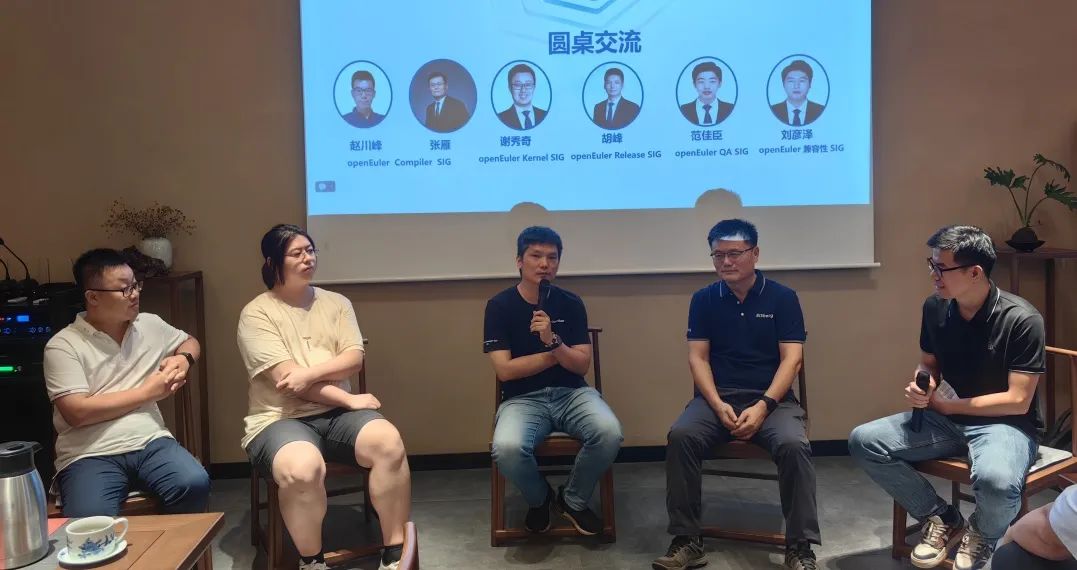 圆桌交流
赵川峰 张雁 谢秀奇 胡峰 范佳臣 刘彦泽
openEuler Compiler SIG openEuler Kernel SIG openEuler Release SIG openEuler QA SIG openEuler 兼容性 SIG